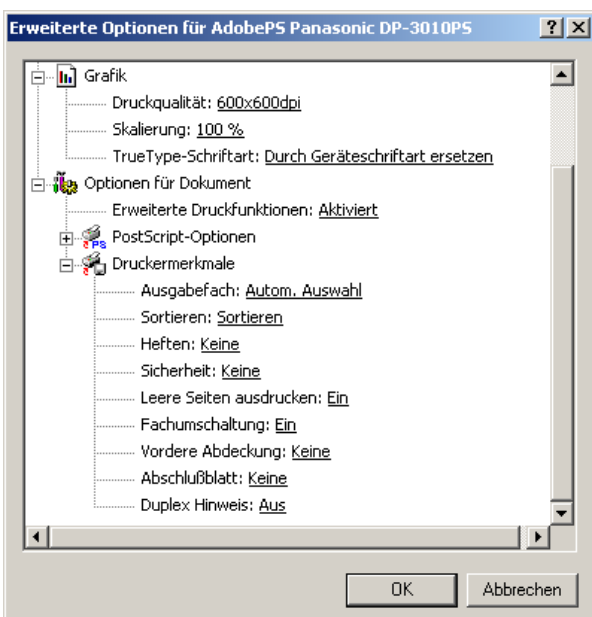 Erweiterte Optionen für AdobePS Panasonic DP-3010PS
Grafik
Druckqualität: 600x600dpi
Skalierung: 100 %
TrueType-Schriftart: Durch Geräteschriftart ersetzen
Optionen für Dokument
Erweiterte Druckfunktionen: Aktiviert
PostScript-Optionen
Druckermerkmale
Ausgabefach: Autom. Auswahl
Sortieren: Sortieren
Heften: Keine
Sicherheit: Keine
Leere Seiten ausdrucken: Ein
Fachumschaltung: Ein
Vordere Abdeckung: Keine
Abschlußblatt: Keine
Duplex Hinweis: Aus
OK Abbrechen